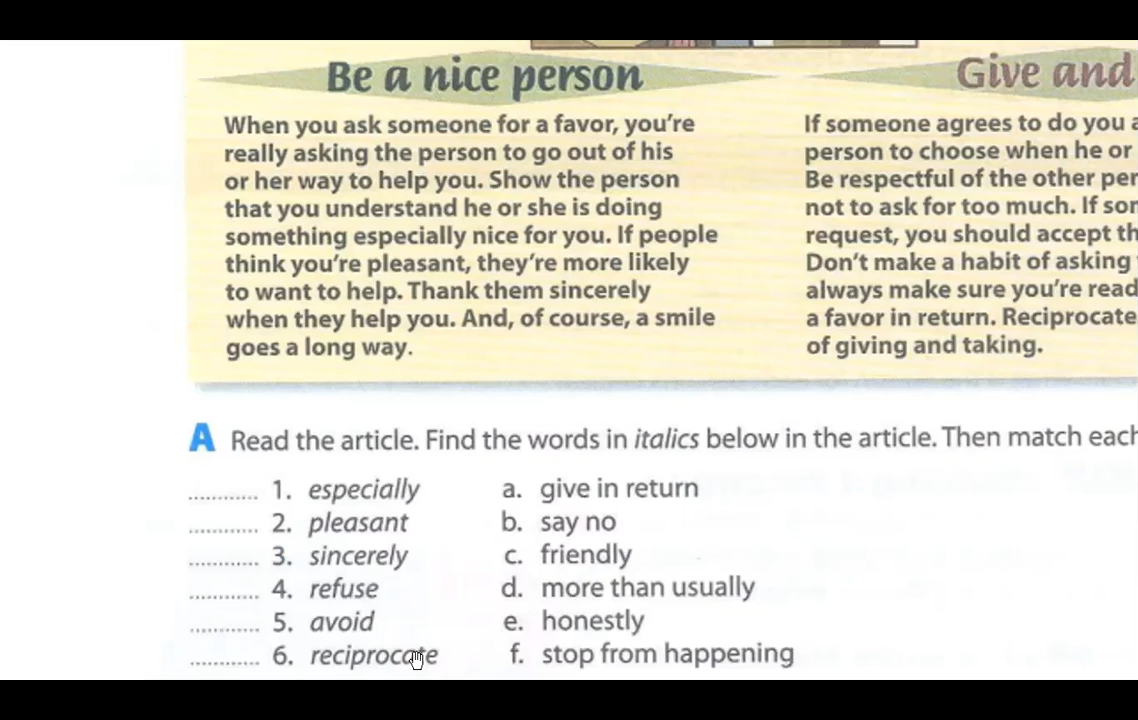 Be a nice person
When you ask someone for a favor, you're
really asking the person to go out of his
or her way to help you. Show the person
that you understand he or she is doing
something especially nice for you. If people
think you're pleasant, they're more likely
to want to help. Thank them sincerely
when they help you. And, of course, a smile
goes a long way.
Give and
If someone agrees to do you a
person to choose when he or
Be respectful of the other per
not to ask for too much. If som
request, you should accept th
Don't make a habit of asking
always make sure you're read
a favor in return. Reciprocate
of giving and taking.
A Read the article. Find the words in italics below in the article. Then match each
1. especially
2. pleasant
3. sincerely
4. refuse
5. avoid
6. reciprocate
a. give in return
b. say no
c. friendly
d. more than usually
e. honestly
f. stop from happening